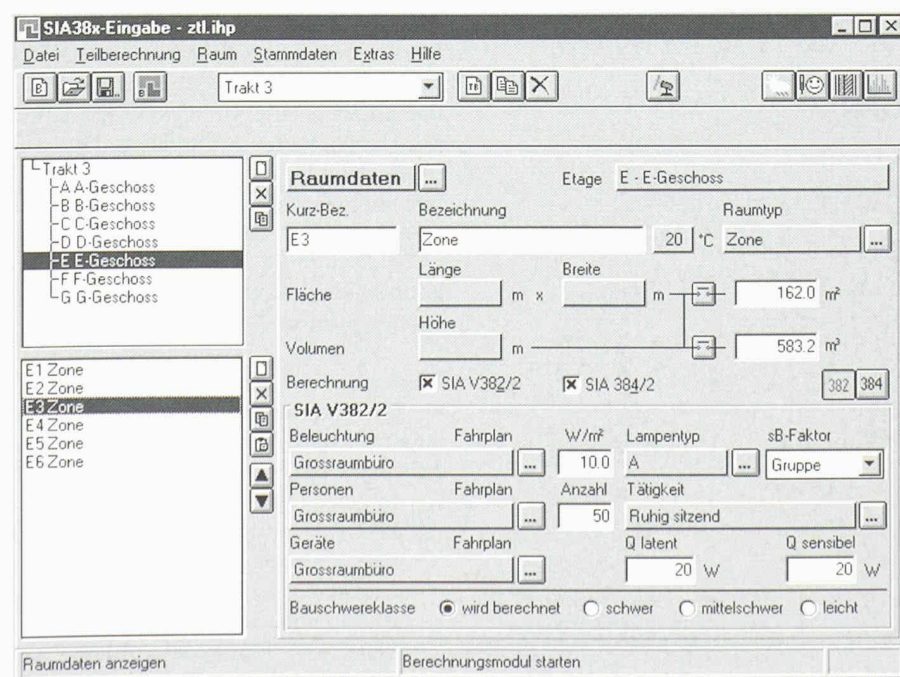 SIA38x-Eingabe - ztl.ihp
Datei Teilberechnung Raum Stammdaten Extras Hilfe
Trakt 3
Trakt 3
A A-Geschoss
B B-Geschoss
C C-Geschoss
D D-Geschoss
E E-Geschoss
F F-Geschoss
G G-Geschoss
E1 Zone
E2 Zone
E3 Zone
E4 Zone
E5 Zone
E6 Zone
Raumdaten ... Etage E - E-Geschoss
Kurz-Bez. Bezeichnung Raumtyp
E3 Zone 20 °C Zone ...
Länge Breite
Fläche m x m 162.0 m²
Höhe
Volumen m 583.2 m³
Berechnung SIA V382/2 SIA 384/2 382 384
SIA V382/2
Beleuchtung Fahrplan W/m² Lampentyp sB-Faktor
Grossraumbüro ... 10.0 A ... Gruppe
Personen Fahrplan Anzahl Tätigkeit
Grossraumbüro ... 50 Ruhig sitzend ...
Geräte Fahrplan Q latent Q sensibel
Grossraumbüro ... 20 W 20 W
Bauschwereklasse wird berechnet schwer mittelschwer leicht
Raumdaten anzeigen Berechnungsmodul starten